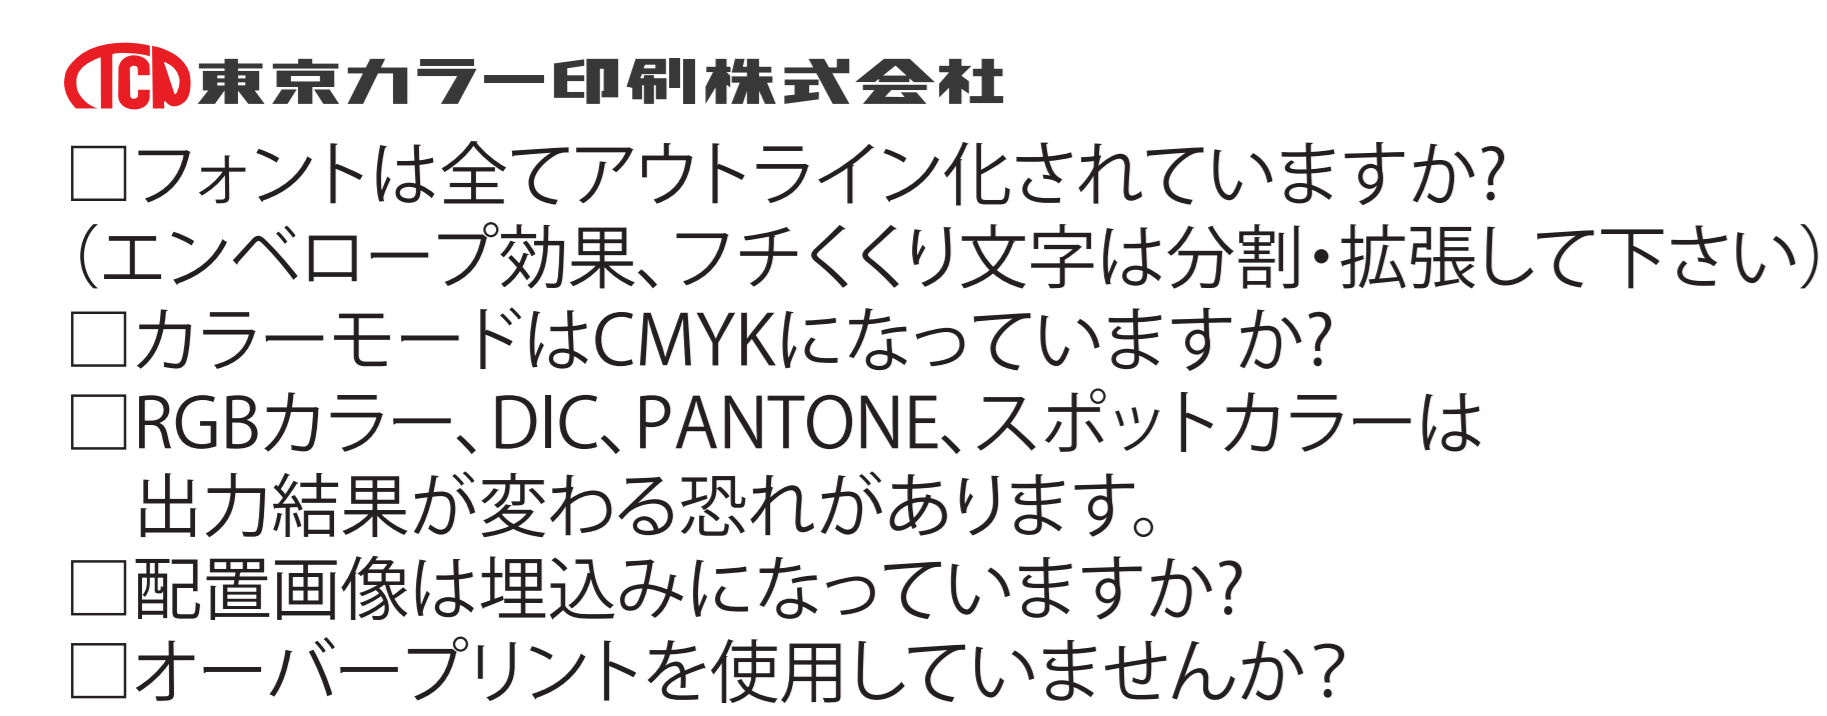 TCP 東京カラー印刷株式会社
□フォントは全てアウトライン化されていますか?
（エンベロープ効果、フチくくり文字は分割・拡張して下さい）
□カラーモードはCMYKになっていますか?
□RGBカラー、DIC、PANTONE、スポットカラーは
出力結果が変わる恐れがあります。
□配置画像は埋込みになっていますか?
□オーバープリントを使用していませんか？